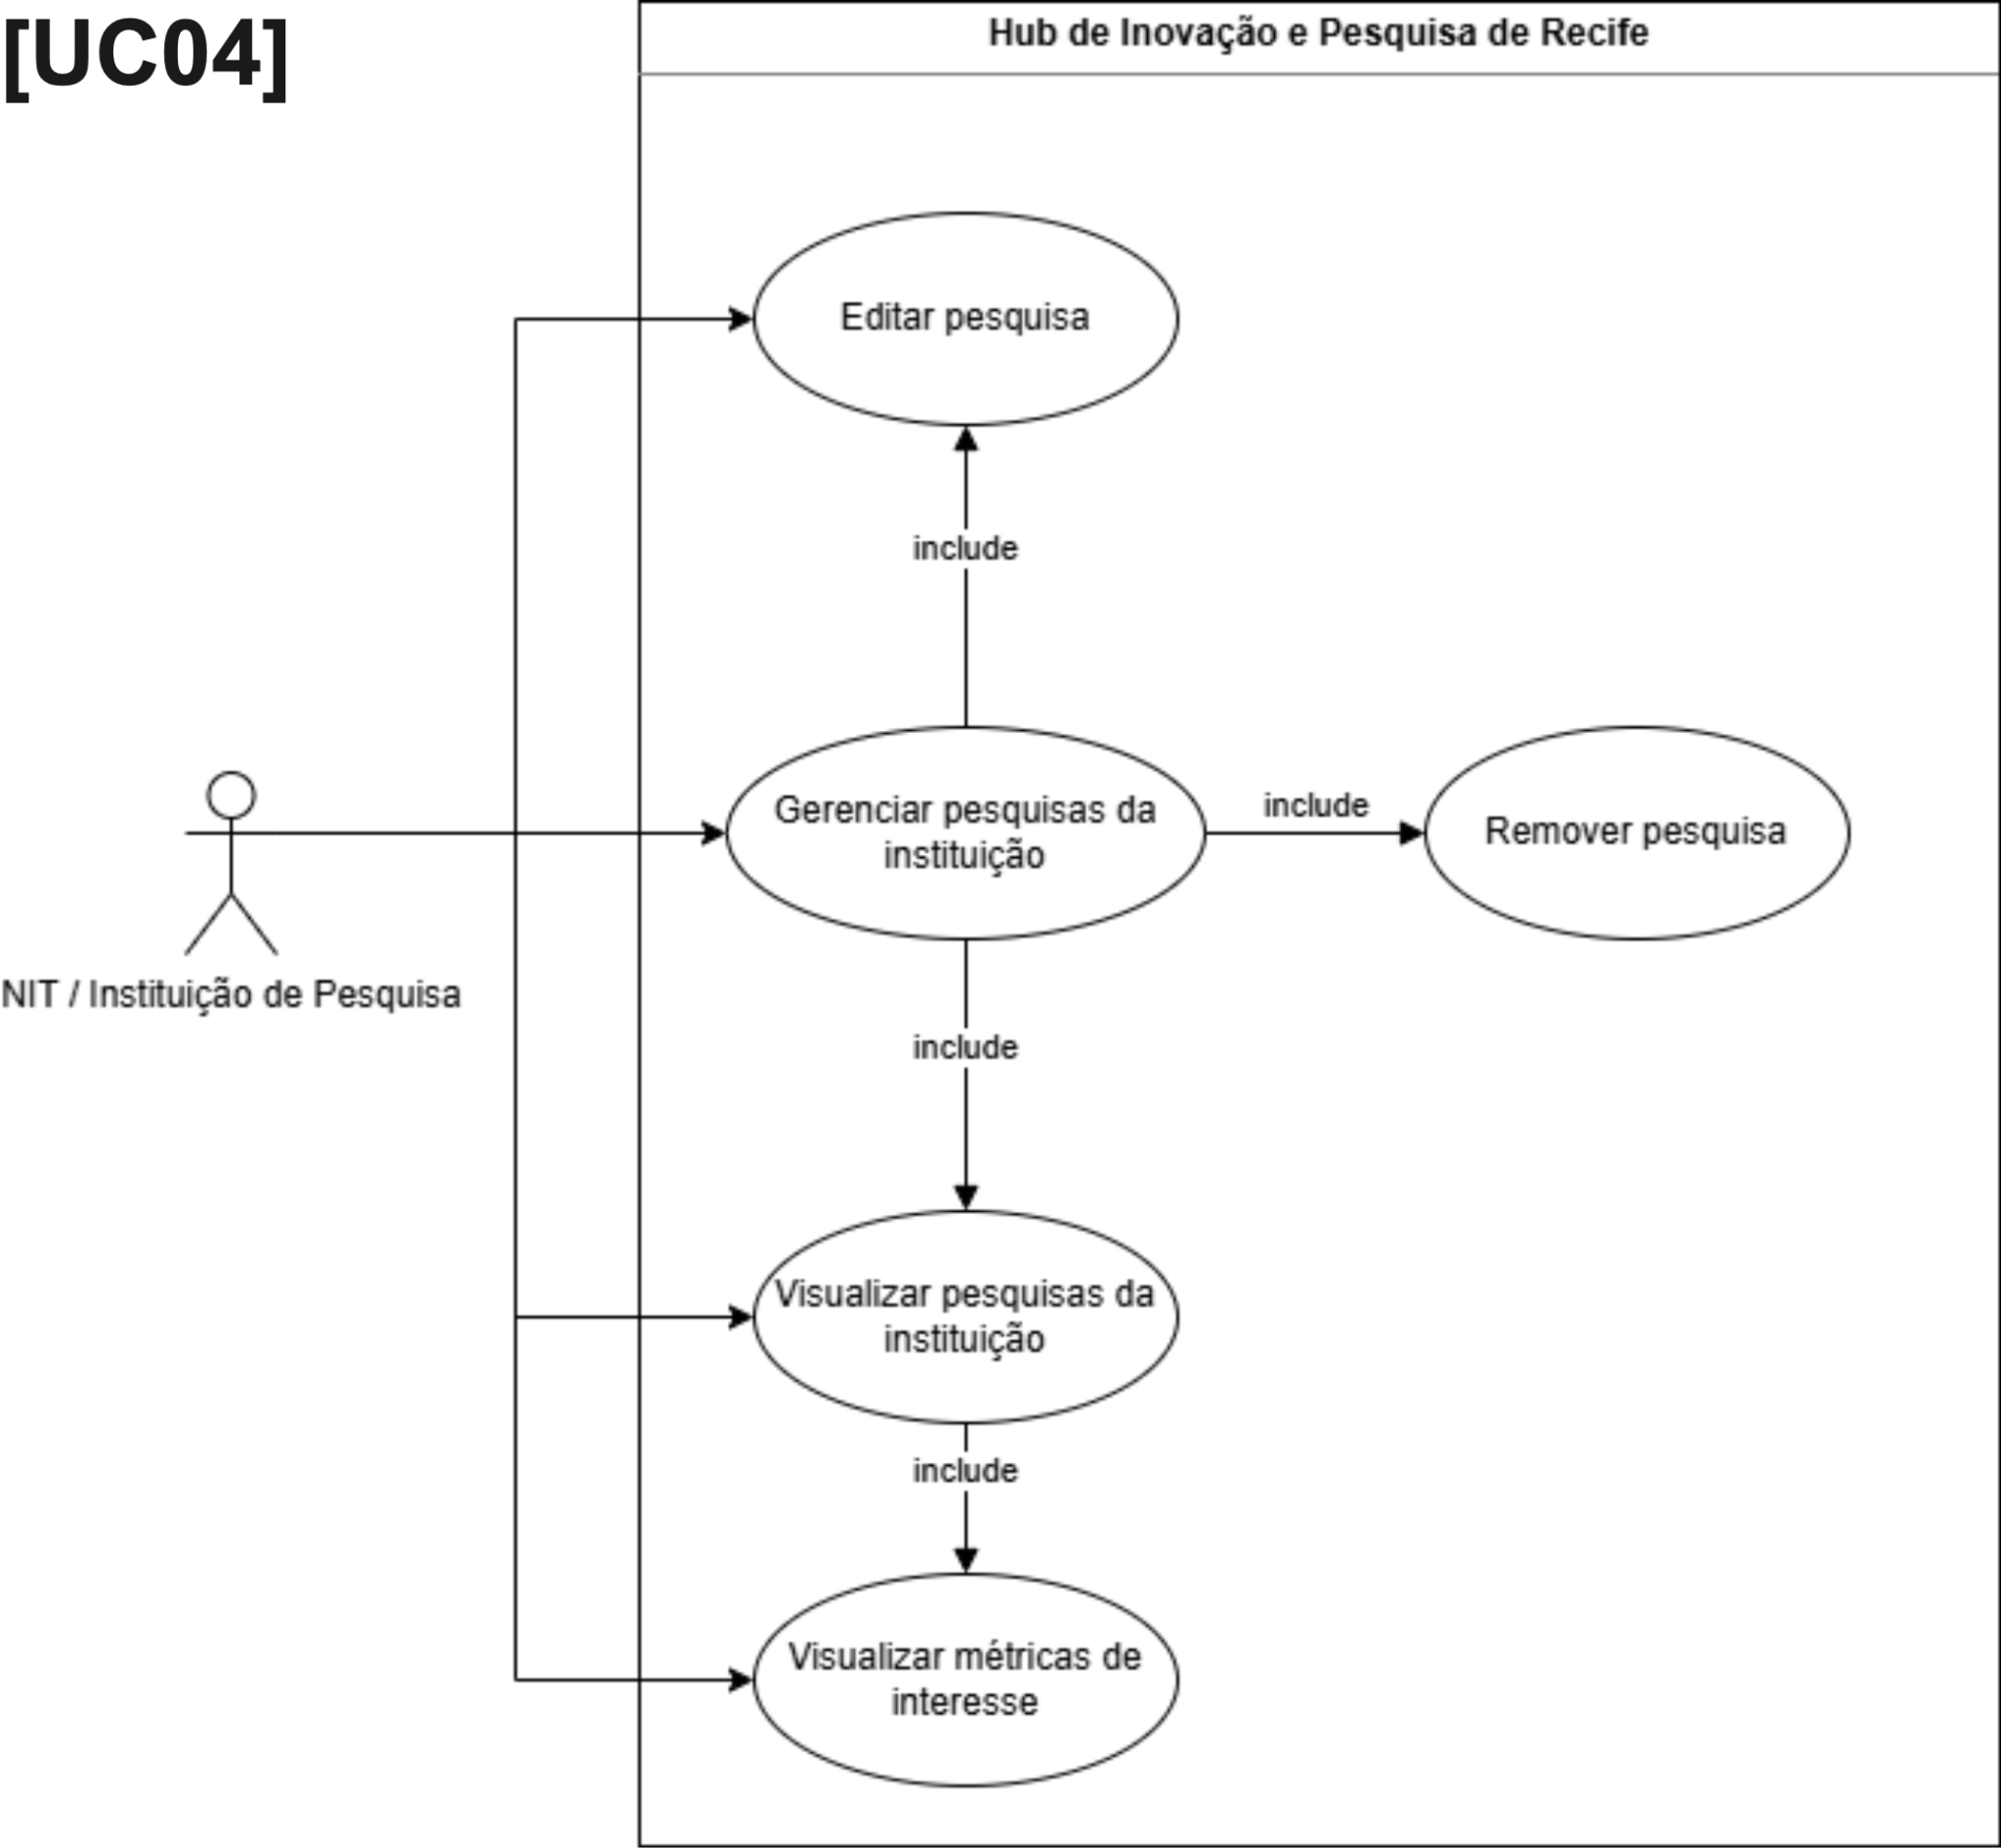 [UC04]
Hub de Inovação e Pesquisa de Recife
Editar pesquisa
include
Gerenciar pesquisas da
instituição
include
Remover pesquisa
NIT / Instituição de Pesquisa
include
Visualizar pesquisas da
instituição
include
Visualizar métricas de
interesse